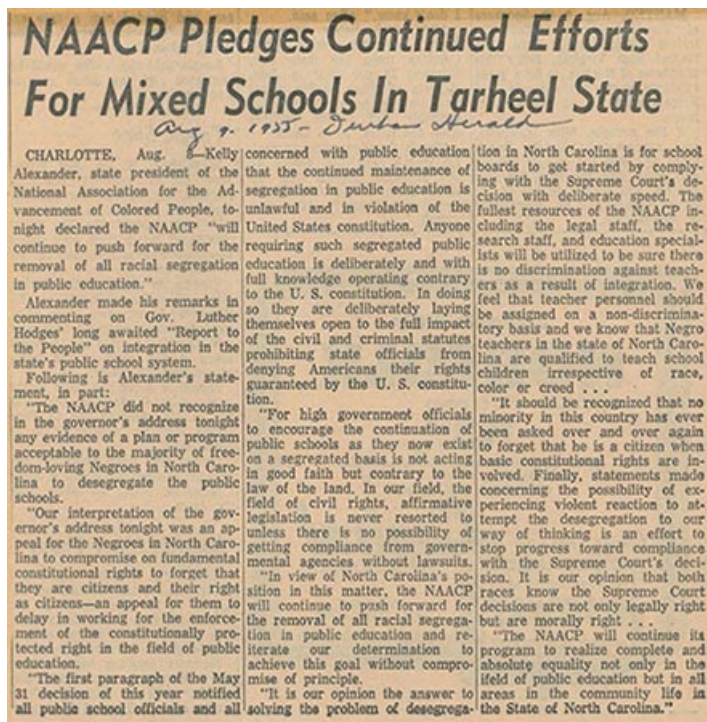 NAACP Pledges Continued Efforts
For Mixed Schools In Tarheel State
Aug 9. 1955 - Durham Herald
CHARLOTTE, Aug. 8—Kelly
Alexander, state president of the
National Association for the Ad-
vancement of Colored People, to-
night declared the NAACP "will
continue to push forward for the
removal of all racial segregation
in public education."
Alexander made his remarks in
commenting on Gov. Luther
Hodges' long awaited "Report to
the People" on integration in the
state's public school system.
Following is Alexander's state-
ment, in part:
"The NAACP did not recognize
in the governor's address tonight
any evidence of a plan or program
acceptable to the majority of free-
dom-loving Negroes in North Caro-
lina to desegregate the public
schools.
"Our interpretation of the gov-
ernor's address tonight was an ap-
peal for the Negroes in North Caro-
lina to compromise on fundamental
constitutional rights to forget that
they are citizens and their right
as citizens—an appeal for them to
delay in working for the enforce-
ment of the constitutionally pro-
tected right in the field of public
education.
"The first paragraph of the May
31 decision of this year notified
all public school officials and all
concerned with public education
that the continued maintenance of
segregation in public education is
unlawful and in violation of the
United States constitution. Anyone
requiring such segregated public
education is deliberately and with
full knowledge operating contrary
to the U. S. constitution. In doing
so they are deliberately laying
themselves open to the full impact
of the civil and criminal statutes
prohibiting state officials from
denying Americans their rights
guaranteed by the U. S. constitu-
tion.
"For high government officials
to encourage the continuation of
public schools as they now exist
on a segregated basis is not acting
in good faith but contrary to the
law of the land. In our field, the
field of civil rights, affirmative
legislation is never resorted to
unless there is no possibility of
getting compliance from govern-
mental agencies without lawsuits.
"In view of North Carolina's po-
sition in this matter, the NAACP
will continue to push forward for
the removal of all racial segrega-
tion in public education and re-
iterate our determination to
achieve this goal without compro-
mise of principle.
"It is our opinion the answer to
solving the problem of desegrega-
tion in North Carolina is for school
boards to get started by comply-
ing with the Supreme Court's de-
cision with deliberate speed. The
fullest resources of the NAACP in-
cluding the legal staff, the re-
search staff, and education special-
ists will be utilized to be sure there
is no discrimination against teach-
ers as a result of integration. We
feel that teacher personnel should
be assigned on a non-discrimina-
tory basis and we know that Negro
teachers in the state of North Caro-
lina are qualified to teach school
children irrespective of race,
color or creed . . .
"It should be recognized that no
minority in this country has ever
been asked over and over again
to forget that he is a citizen when
basic constitutional rights are in-
volved. Finally, statements made
concerning the possibility of ex-
periencing violent reaction to at-
tempt the desegregation to our
way of thinking is an effort to
stop progress toward compliance
with the Supreme Court's deci-
sion. It is our opinion that both
races know the Supreme Court
decisions are not only legally right
but are morally right . . .
"The NAACP will continue its
program to realize complete and
absolute equality not only in the
ifeld of public education but in all
areas in the community life in
the State of North Carolina."